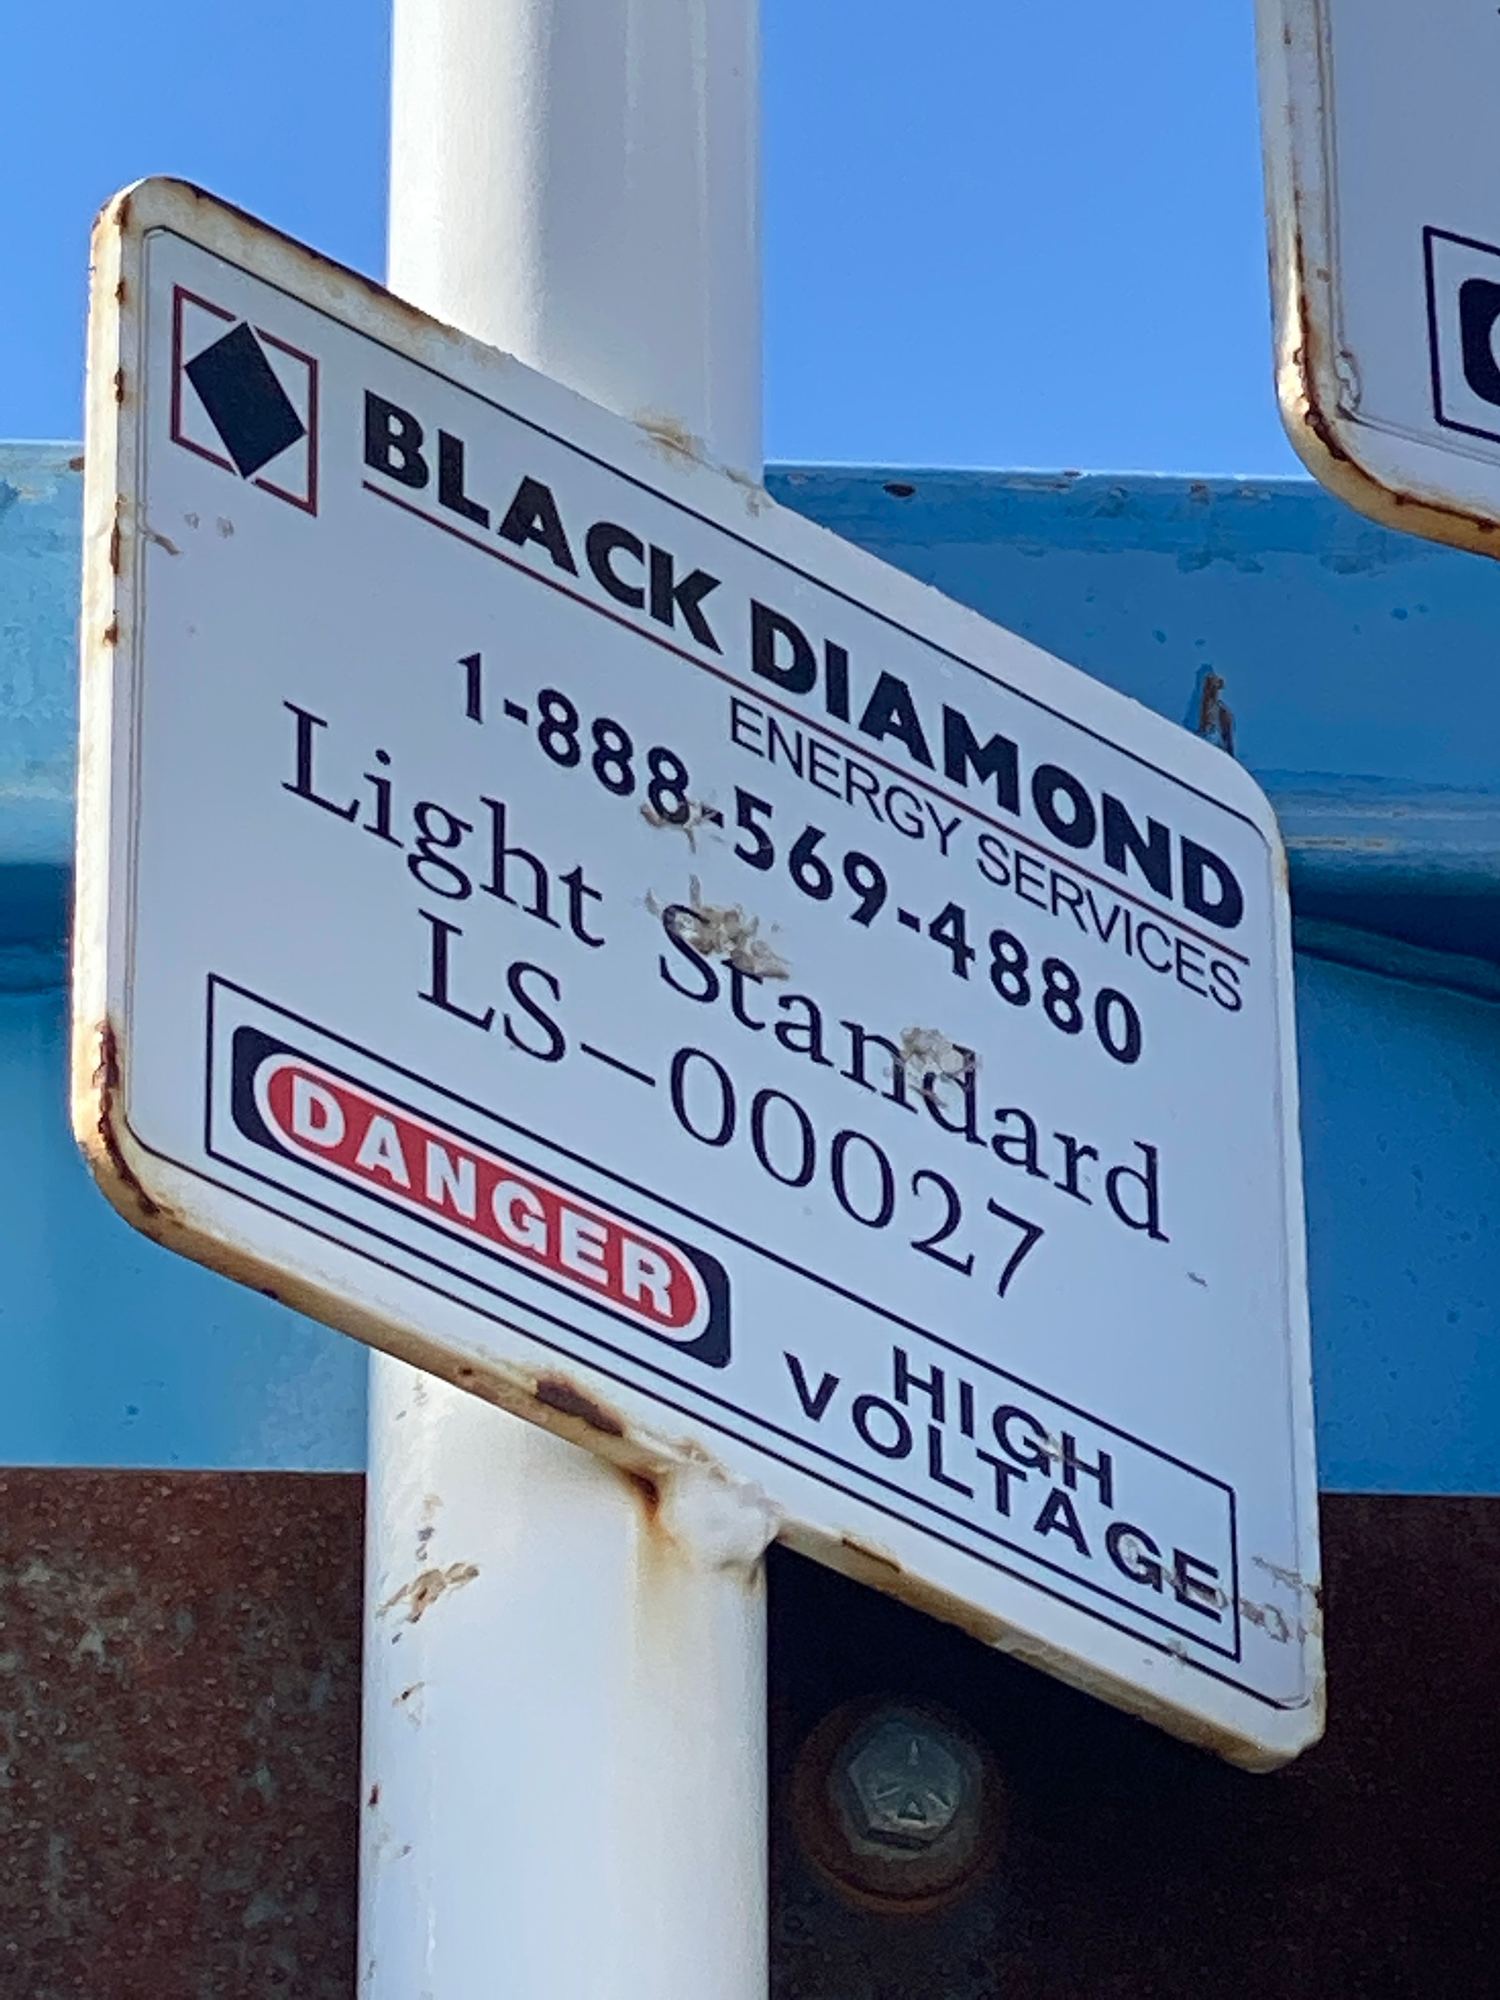 BLACK DIAMOND
ENERGY SERVICES
1-888-569-4880
Light Standard
LS-00027
DANGER
HIGH
VOLTAGE